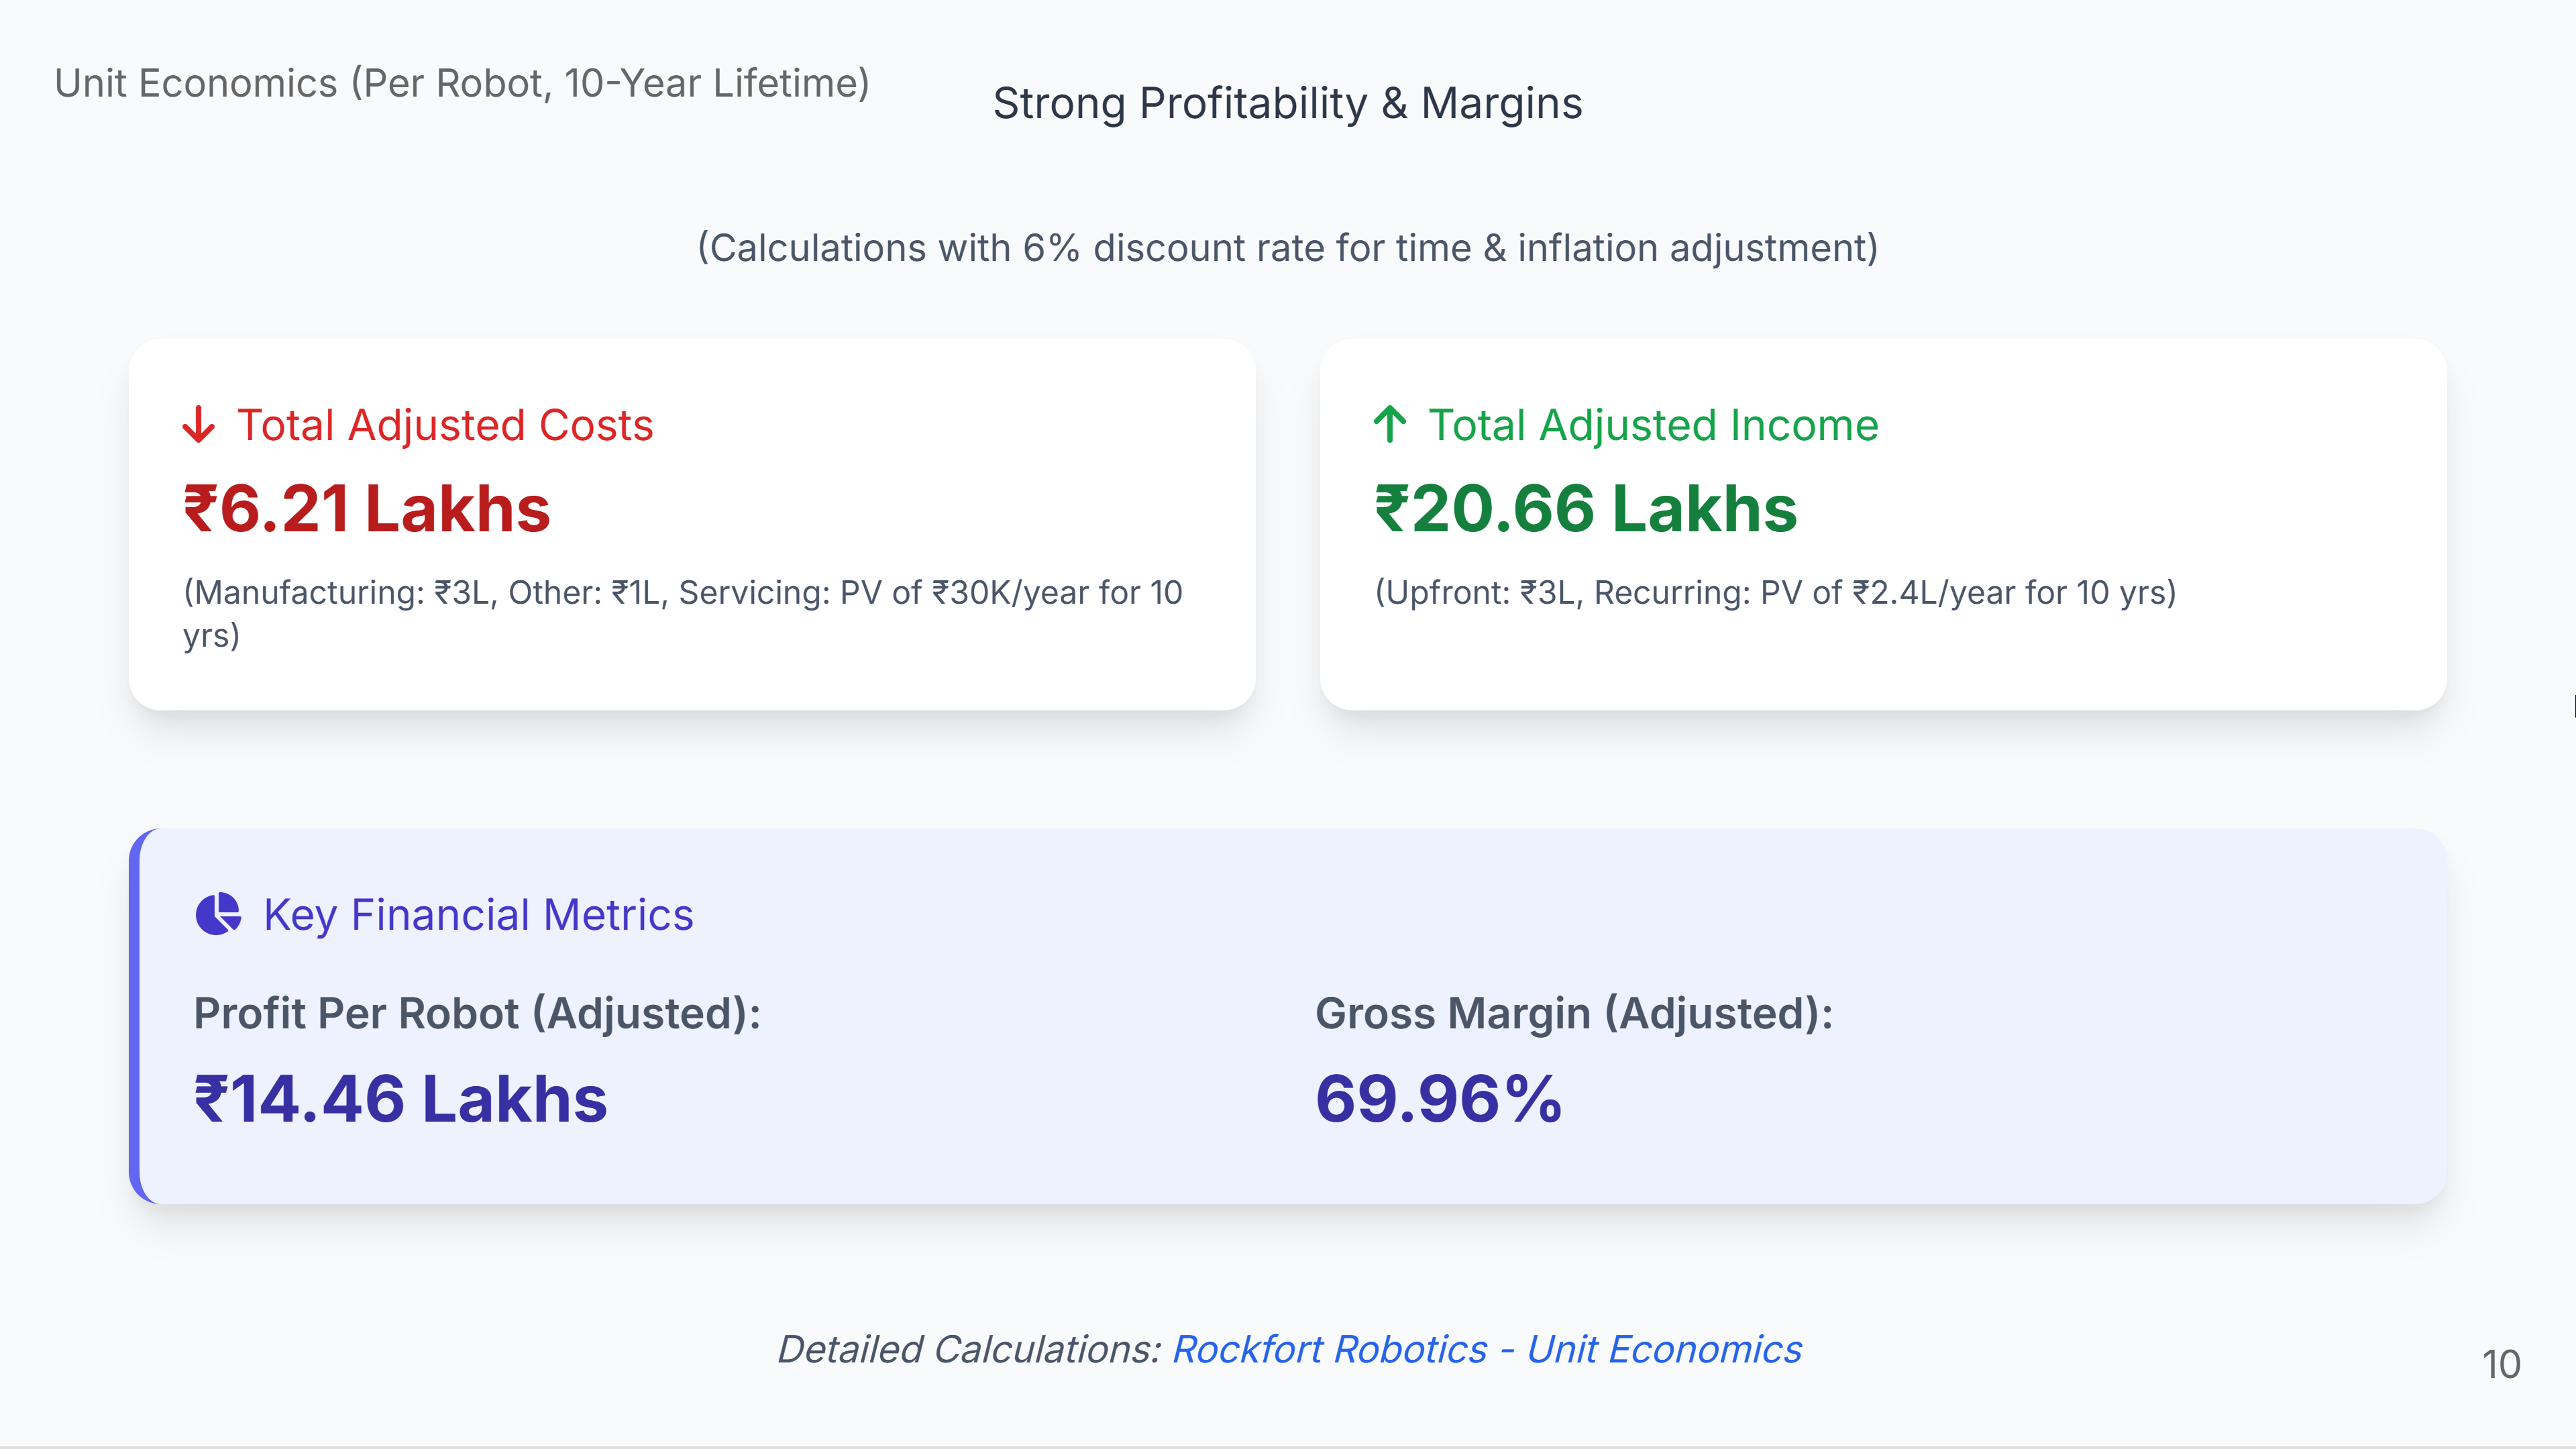 Unit Economics (Per Robot, 10-Year Lifetime)
Strong Profitability & Margins
(Calculations with 6% discount rate for time & inflation adjustment)
Total Adjusted Costs
₹6.21 Lakhs
(Manufacturing: ₹3L, Other: ₹1L, Servicing: PV of ₹30K/year for 10
yrs)
Total Adjusted Income
₹20.66 Lakhs
(Upfront: ₹3L, Recurring: PV of ₹2.4L/year for 10 yrs)
Key Financial Metrics
Profit Per Robot (Adjusted):
₹14.46 Lakhs
Gross Margin (Adjusted):
69.96%
Detailed Calculations: Rockfort Robotics - Unit Economics
10